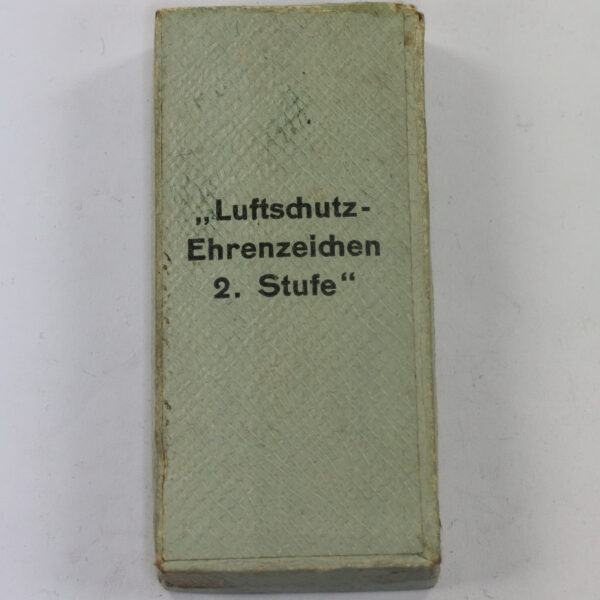 „Luftschutz-
Ehrenzeichen
2. Stufe“